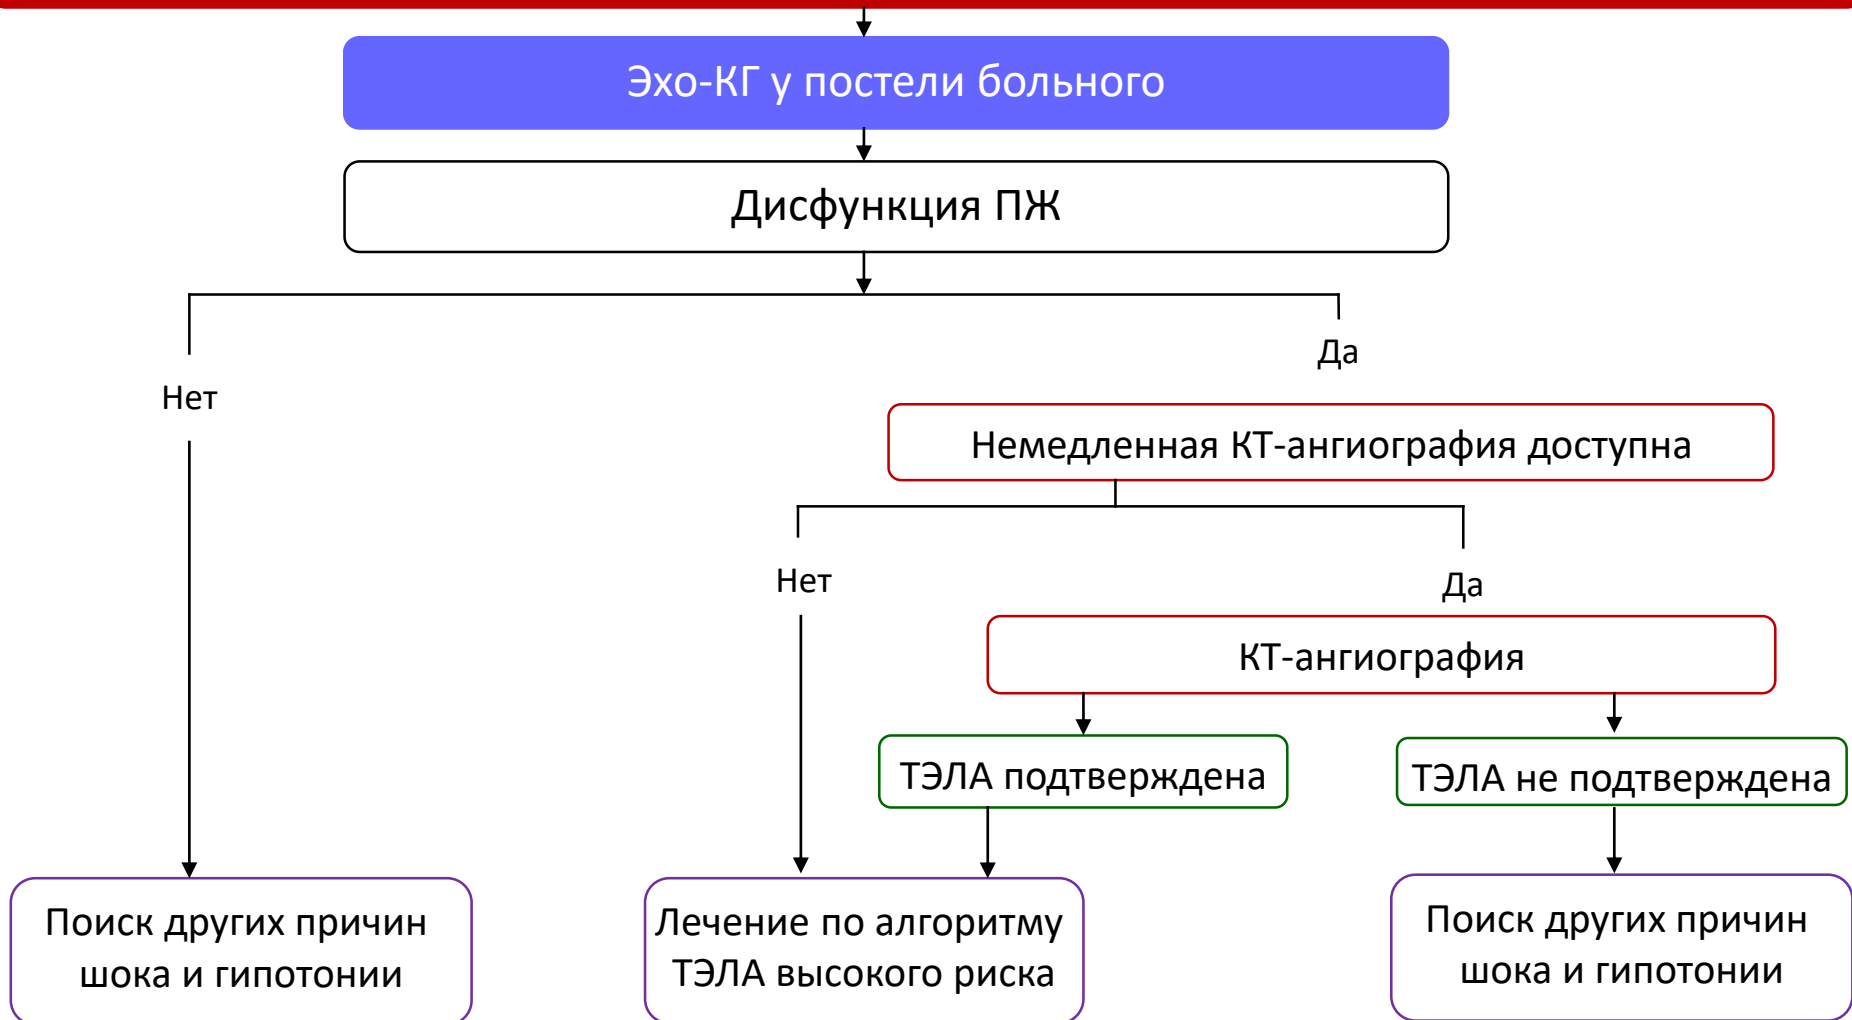 Эхо-КГ у постели больного
Дисфункция ПЖ
Да
Нет
Немедленная КТ-ангиография доступна
Нет
Да
КТ-ангиография
ТЭЛА подтверждена
ТЭЛА не подтверждена
Поиск других причин
шока и гипотонии
Лечение по алгоритму
ТЭЛА высокого риска
Поиск других причин
шока и гипотонии